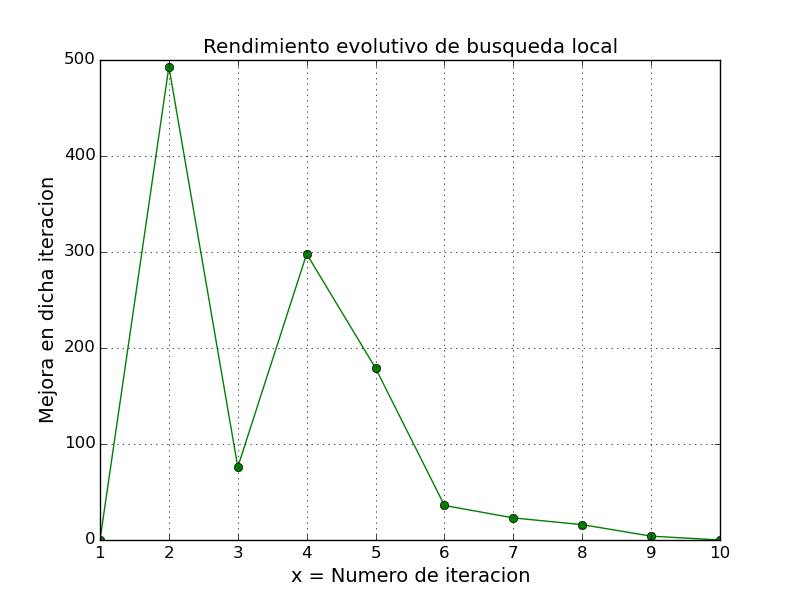 Rendimiento evolutivo de busqueda local
500
400
300
200
100
0
Mejora en dicha iteracion
1 2 3 4 5 6 7 8 9 10
x = Numero de iteracion